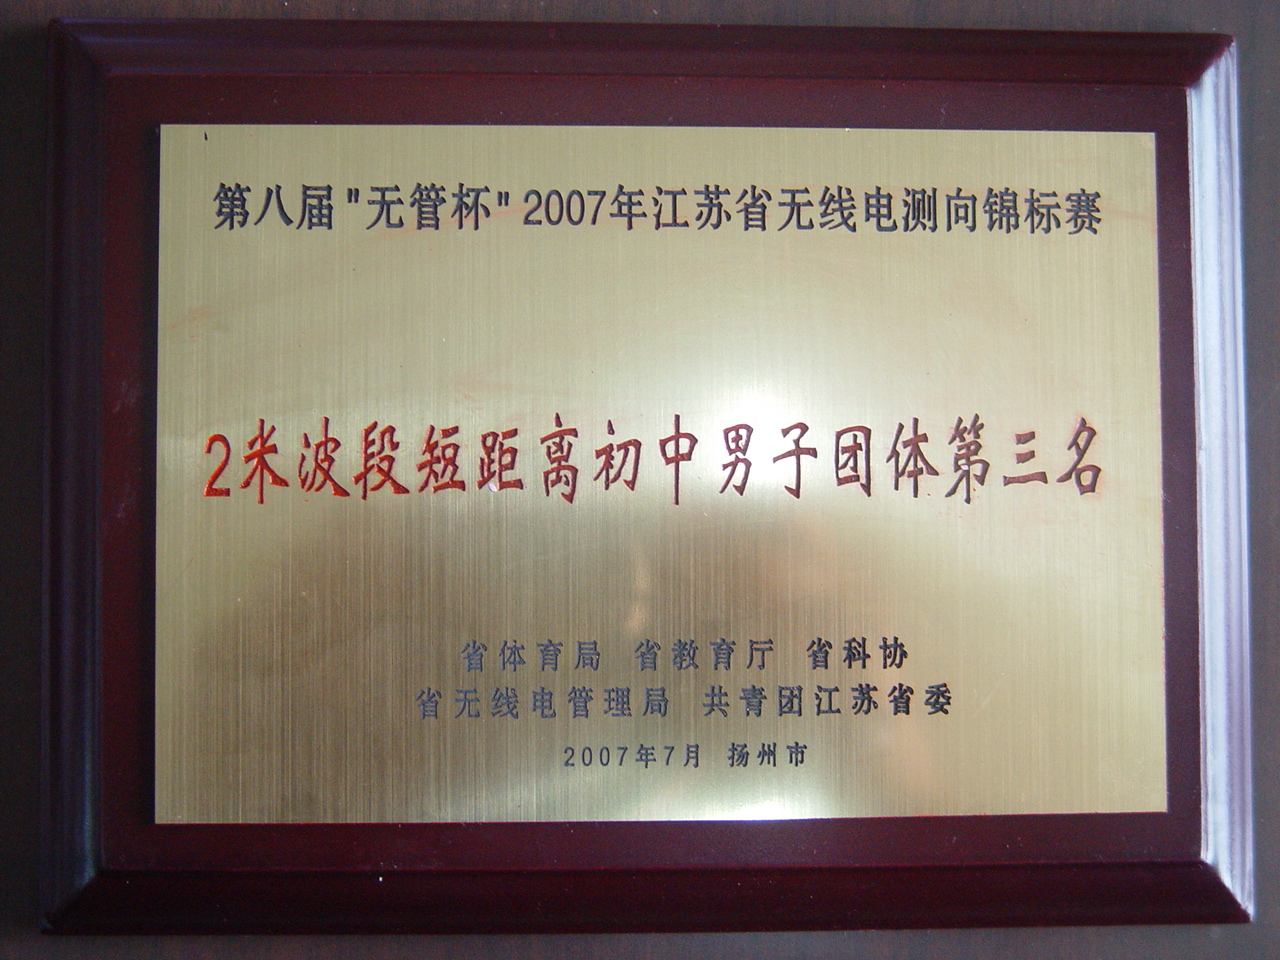 第八届"无管杯"2007年江苏省无线电测向锦标赛
2米波段短距离初中男子团体第三名
省体育局 省教育厅 省科协
省无线电管理局 共青团江苏省委
2007年7月 扬州市